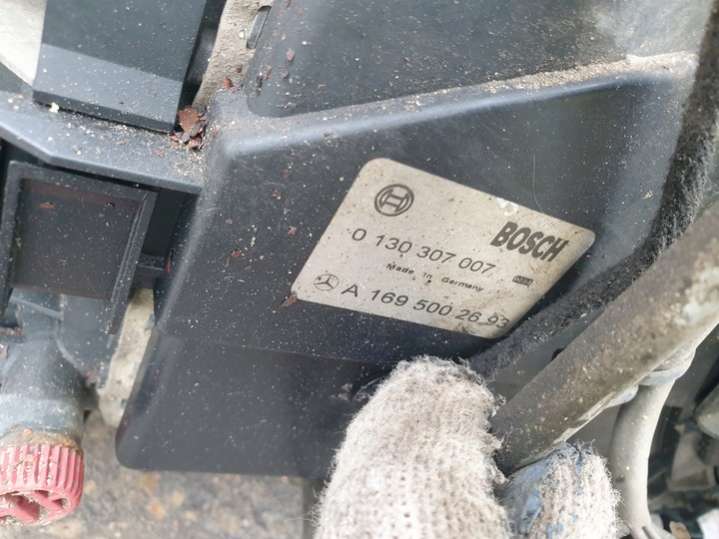 BOSCH
0 130 307 007
Made in Germany
A 169 500 26 93